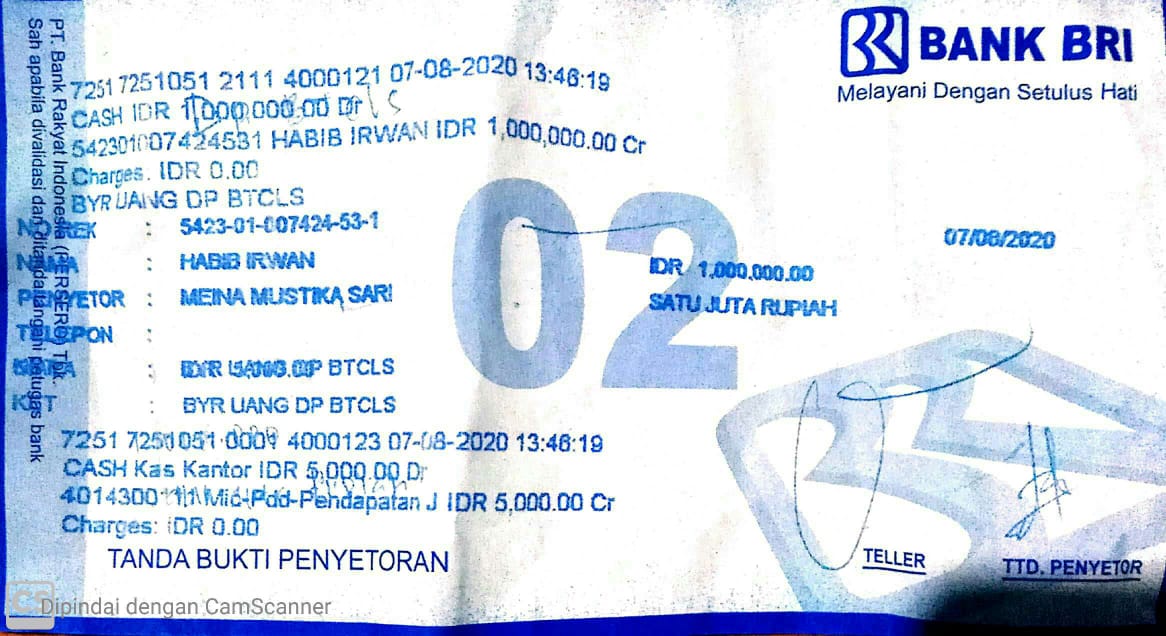 BANK BRI
Melayani Dengan Setulus Hati
PT. Bank Rakyat Indonesia (PERSERO) Tbk.
Sah apabila divalidasi dan ditandatangani petugas bank
7251 7251051 2111 4000121 07-08-2020 13:46:19
CASH IDR 1,000,000.00 Dr
542301007424531 HABIB IRWAN IDR 1,000,000.00 Cr
Charges. IDR 0.00
BYR UANG DP BTCLS
NO REK : 5423-01-007424-53-1
07/08/2020
NAMA : HABIB IRWAN
IDR 1,000,000.00
PENYETOR : MEINA MUSTIKA SARI
SATU JUTA RUPIAH
TELEPON :
: DP BTCLS
KET : BYR UANG DP BTCLS
02
7251 7251051 0001 4000123 07-08-2020 13:46:19
CASH Kas Kantor IDR 5,000.00 Dr
Mid-Pdd-Pendapatan J IDR 5,000.00 Cr
Charges: IDR 0.00
TANDA BUKTI PENYETORAN
TELLER
TTD. PENYETOR
CS Dipindai dengan CamScanner